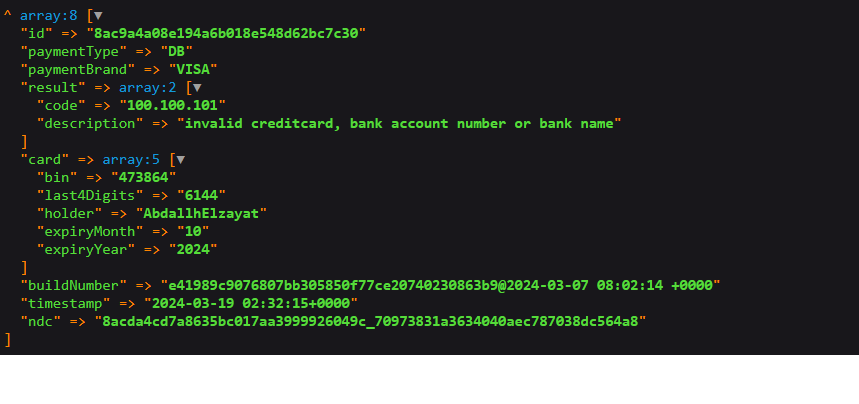 ^ array:8 [▼
"id" => "8ac9a4a08e194a6b018e548d62bc7c30"
"paymentType" => "DB"
"paymentBrand" => "VISA"
"result" => array:2 [▼
"code" => "100.100.101"
"description" => "invalid creditcard, bank account number or bank name"
]
"card" => array:5 [▼
"bin" => "473864"
"last4Digits" => "6144"
"holder" => "AbdallhElzayat"
"expiryMonth" => "10"
"expiryYear" => "2024"
]
"buildNumber" => "e41989c9076807bb305850f77ce20740230863b9@2024-03-07 08:02:14 +0000"
"timestamp" => "2024-03-19 02:32:15+0000"
"ndc" => "8acda4cd7a8635bc017aa3999926049c_70973831a3634040aec787038dc564a8"
]